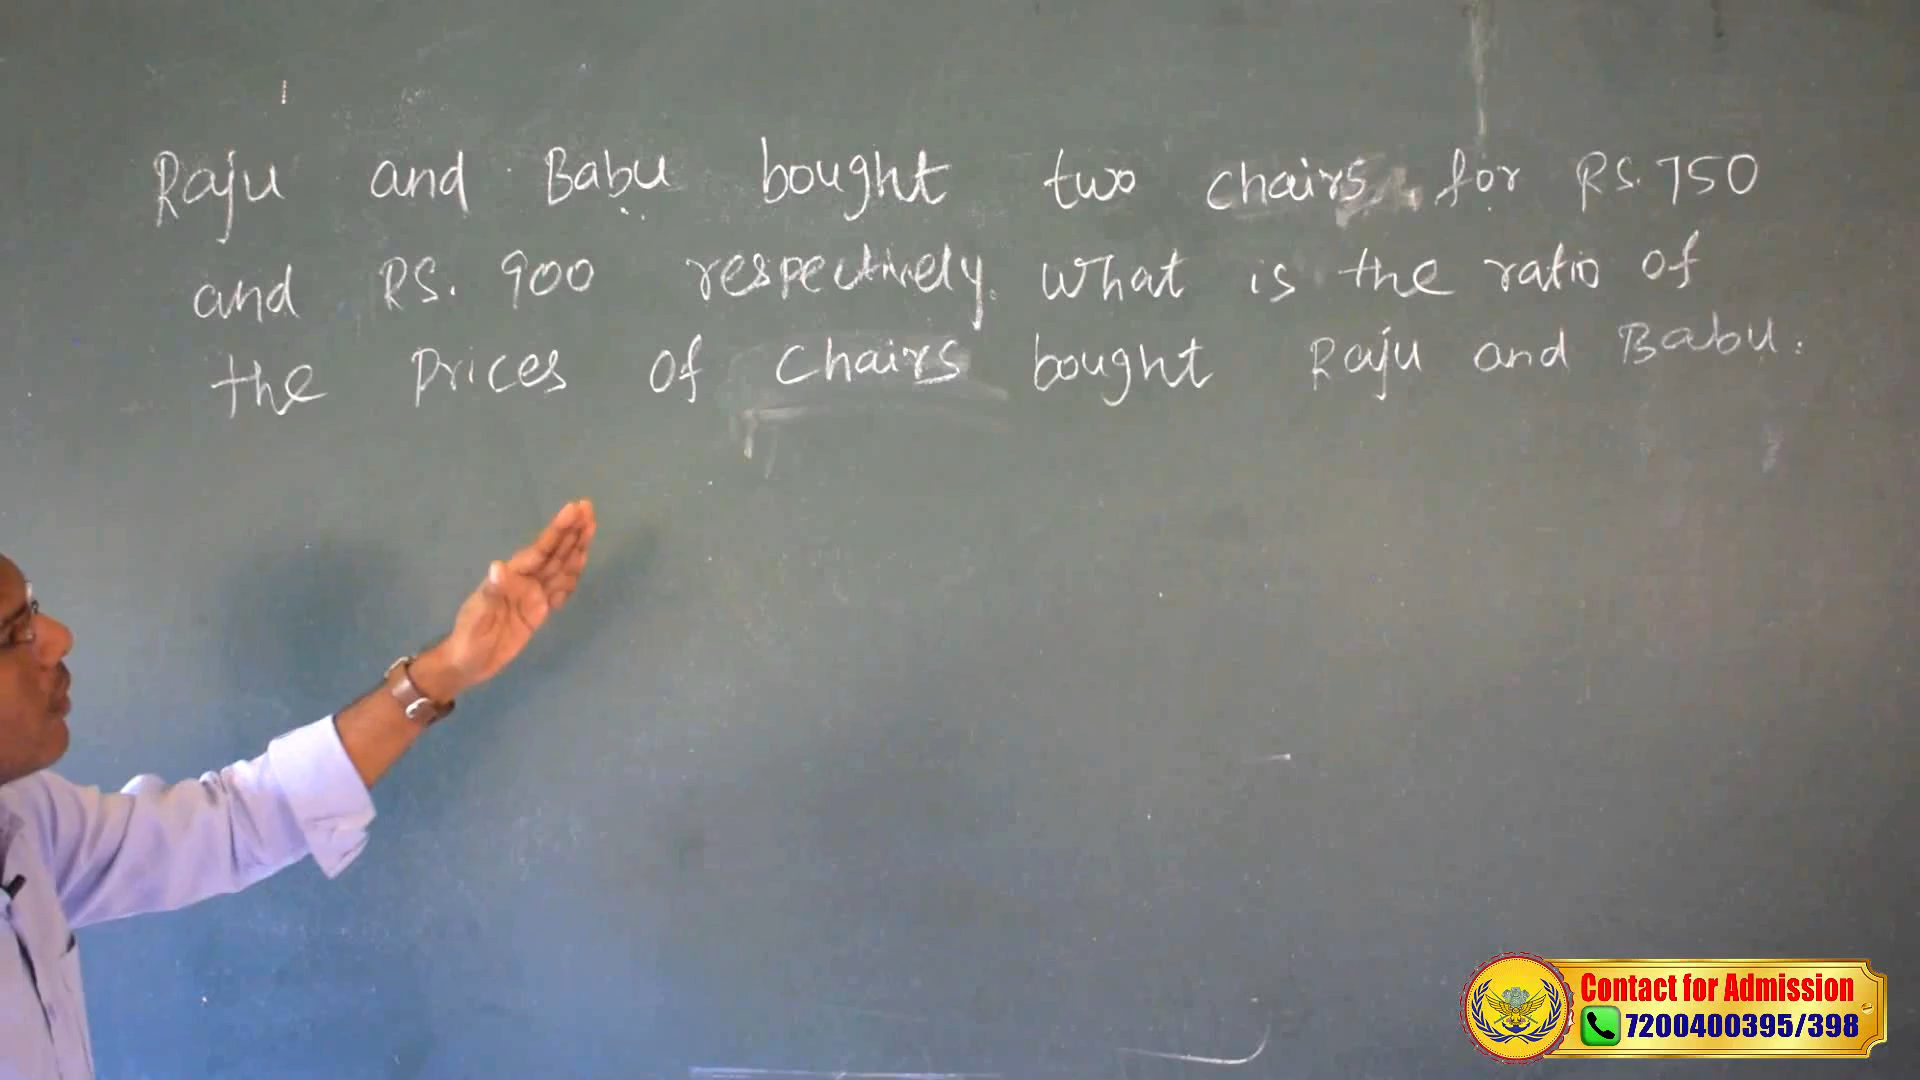 Raju and Babu bought two chairs for RS. 750
and RS. 900 respectively. What is the ratio of
the Prices of Chairs bought Raju and Babu.
Contact for Admission
7200400395/398